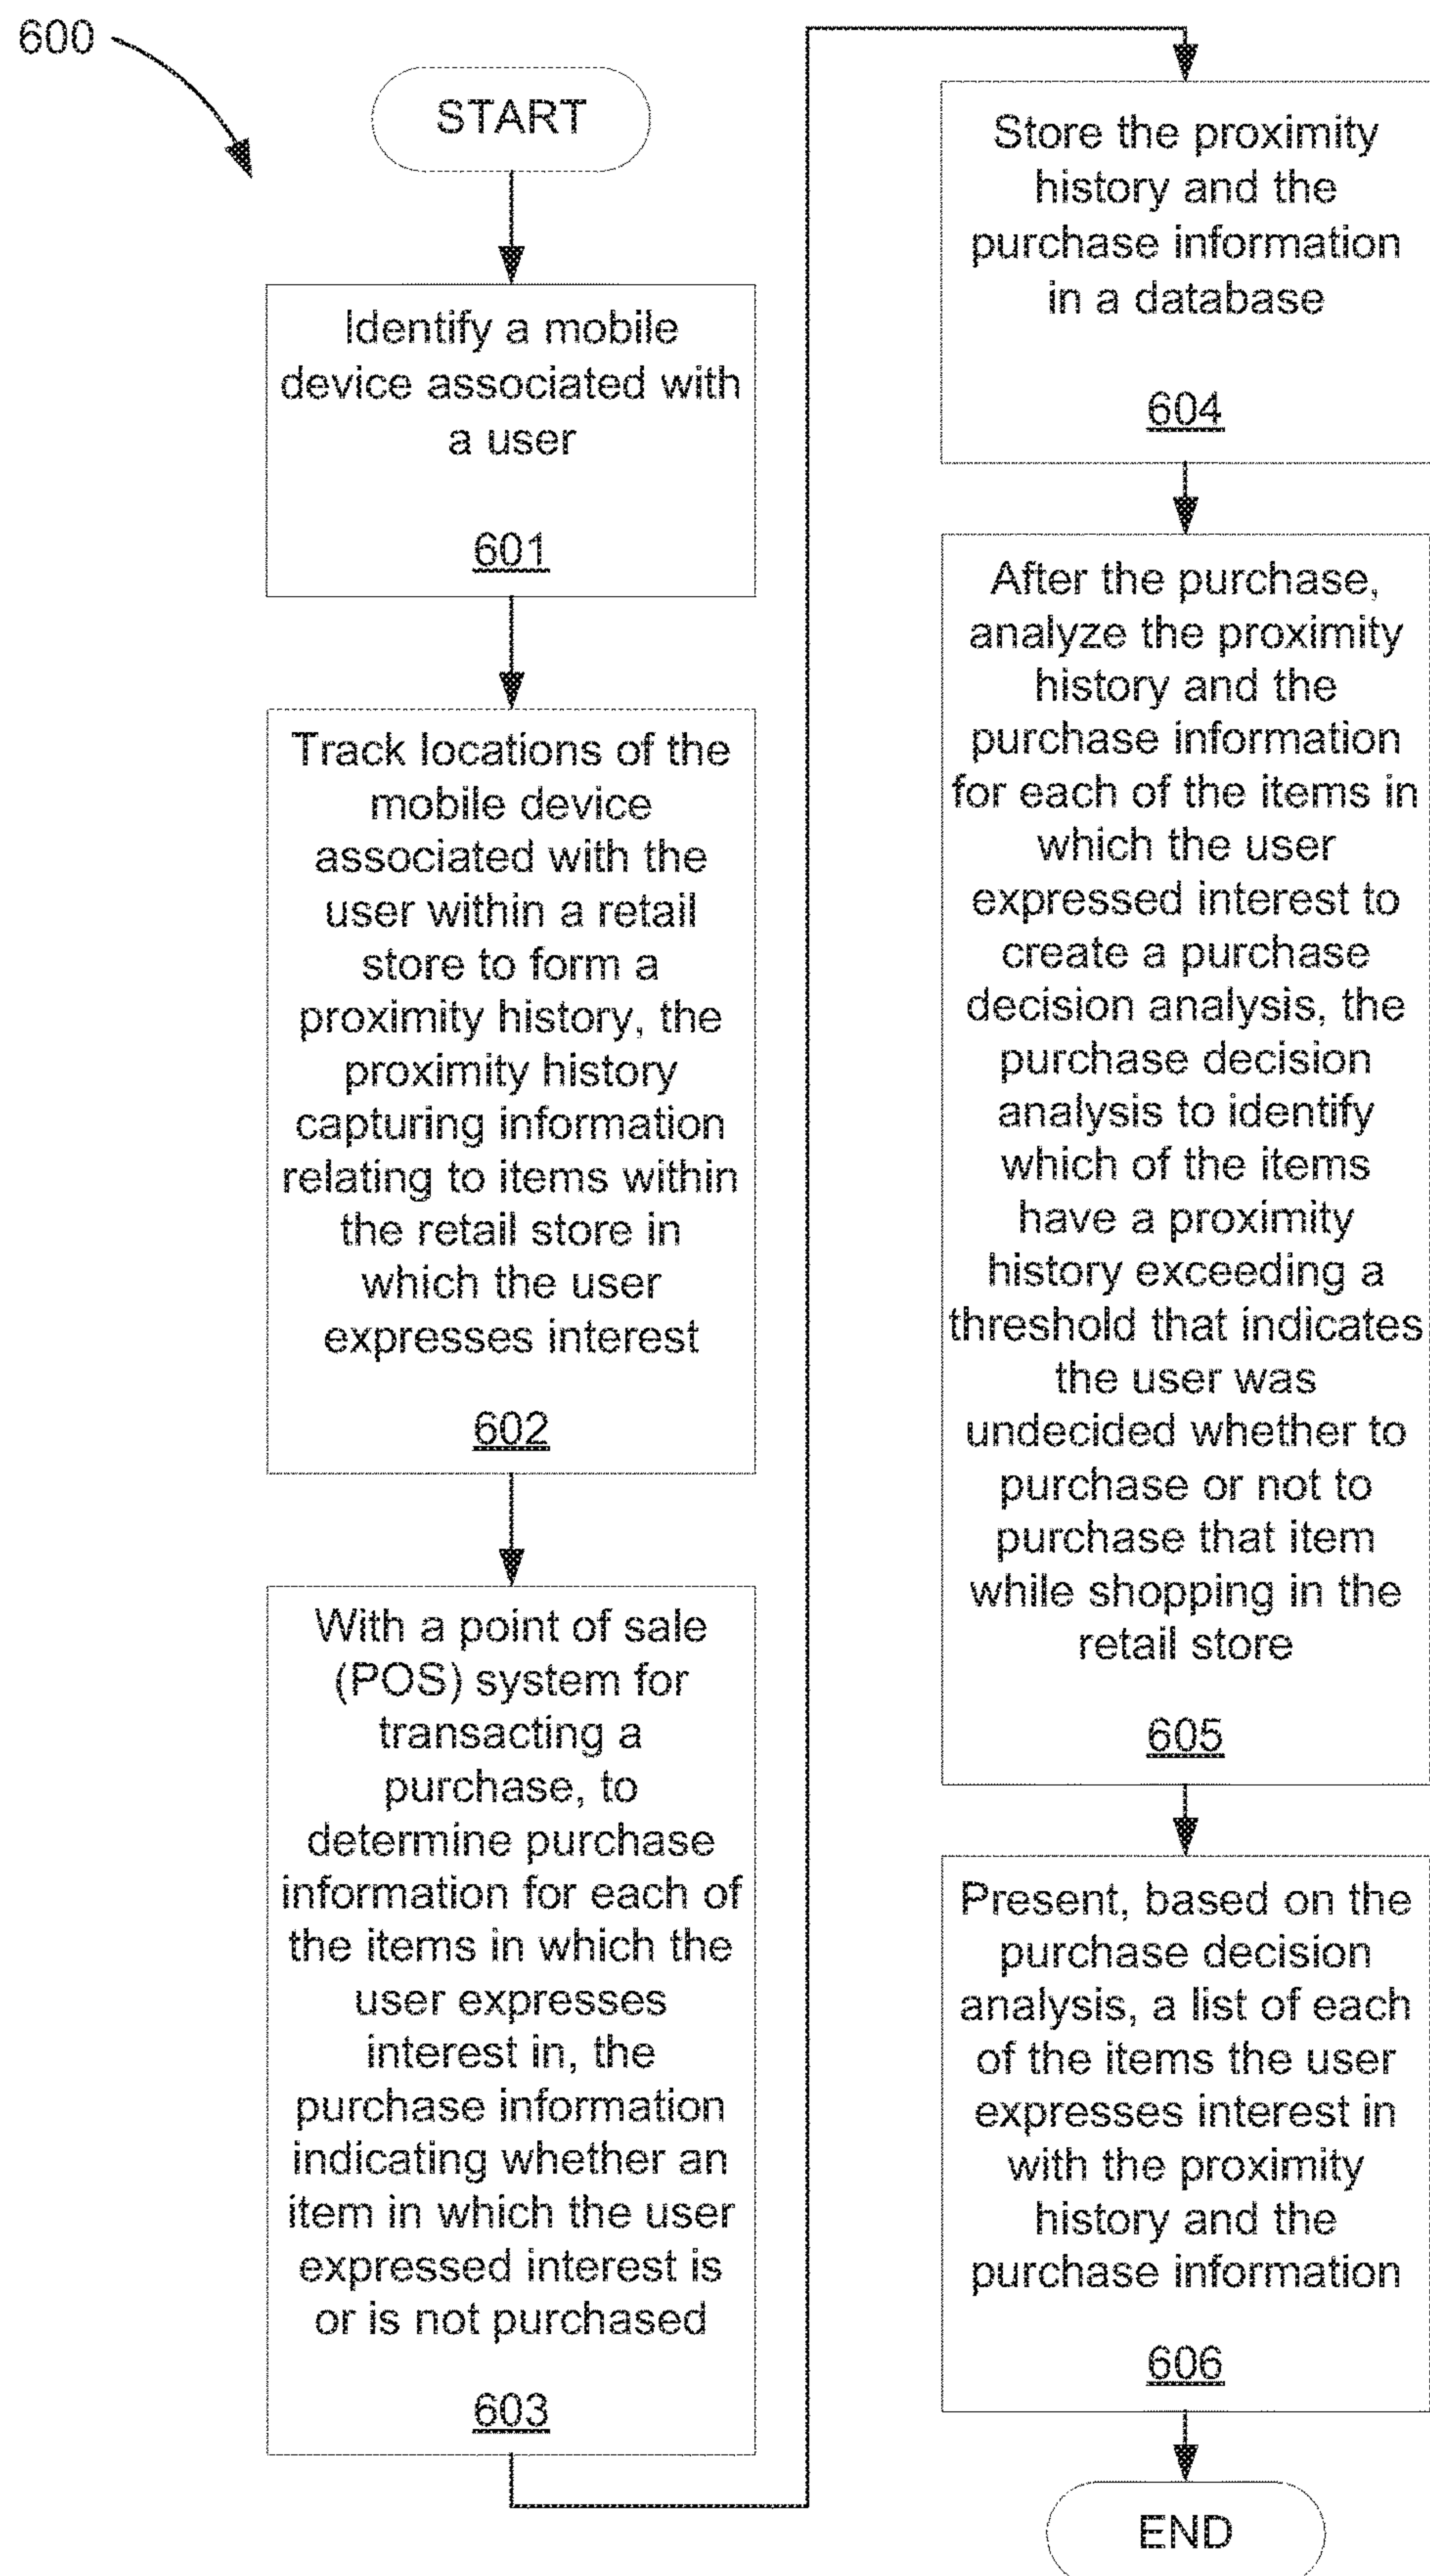 600
START
Identify a mobile
device associated with
a user
601
Track locations of the
mobile device
associated with the
user within a retail
store to form a
proximity history, the
proximity history
capturing information
relating to items within
the retail store in
which the user
expresses interest
602
With a point of sale
(POS) system for
transacting a
purchase, to
determine purchase
information for each of
the items in which the
user expresses
interest in, the
purchase information
indicating whether an
item in which the user
expressed interest is
or is not purchased
603
Store the proximity
history and the
purchase information
in a database
604
After the purchase,
analyze the proximity
history and the
purchase information
for each of the items in
which the user
expressed interest to
create a purchase
decision analysis, the
purchase decision
analysis to identify
which of the items
have a proximity
history exceeding a
threshold that indicates
the user was
undecided whether to
purchase or not to
purchase that item
while shopping in the
retail store
605
Present, based on the
purchase decision
analysis, a list of each
of the items the user
expresses interest in
with the proximity
history and the
purchase information
606
END